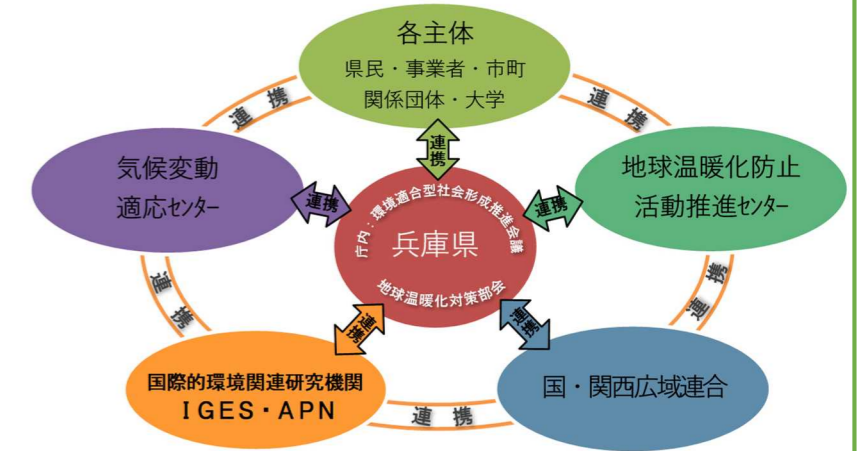 各主体
県民・事業者・市町
関係団体・大学
連携
連携
連携
気候変動
適応ｾﾝﾀｰ
連携
庁内：環境適合型社会形成推進会議
兵庫県
地球温暖化対策部会
連携
地球温暖化防止
活動推進ｾﾝﾀｰ
連携
連携
連携
連携
国際的環境関連研究機関
ＩＧＥＳ・ＡＰＮ
連携
国・関西広域連合